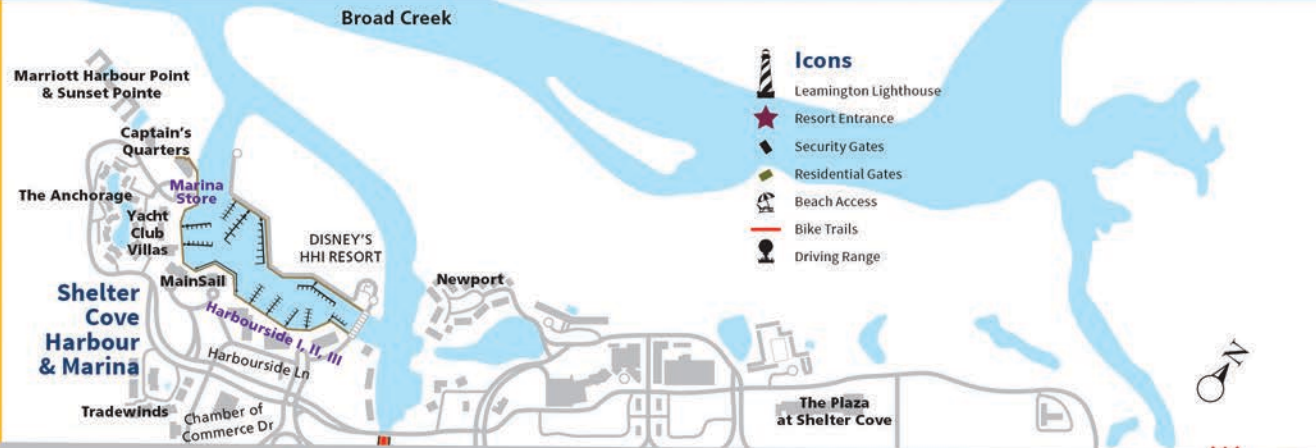 Broad Creek
Marriott Harbour Point
& Sunset Pointe
Captain's
Quarters
The Anchorage
Marina
Store
Yacht
Club
Villas
DISNEY'S
HHI RESORT
MainSail
Newport
Shelter
Cove
Harbour
& Marina
Harbourside I, II, III
Harbourside Ln
Tradewinds
Chamber of
Commerce Dr
The Plaza
at Shelter Cove
Icons
Leamington Lighthouse
Resort Entrance
Security Gates
Residential Gates
Beach Access
Bike Trails
Driving Range
N